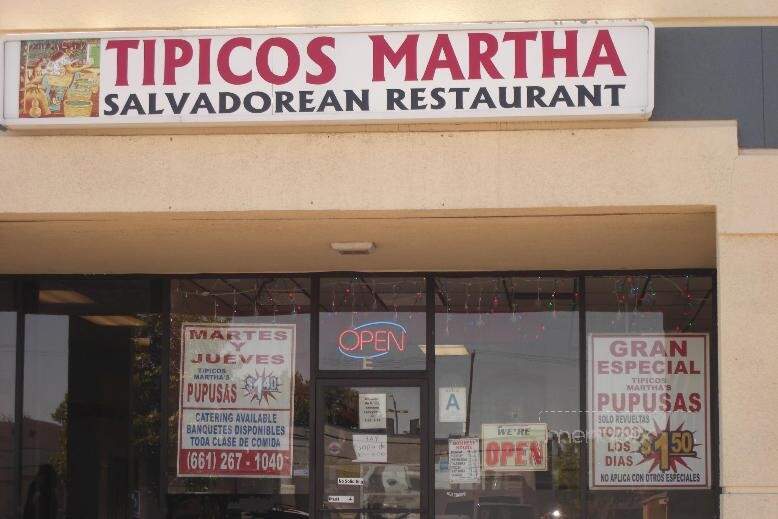 TIPICOS MARTHA
SALVADOREAN RESTAURANT
MARTES
Y
JUEVES
TIPICOS
MARTHA'S
PUPUSAS
CATERING AVAILABLE
BANQUETES DISPONIBLES
TODA CLASE DE COMIDA
(661) 267-1040
OPEN
E
A
No Soliciting
WE'RE
OPEN
GRAN
ESPECIAL
TIPICOS
MARTHA'S
PUPUSAS
SOLO REVUELTAS
TODOS
LOS
DIAS
$1.50
NO APLICA CON OTROS ESPECIALES